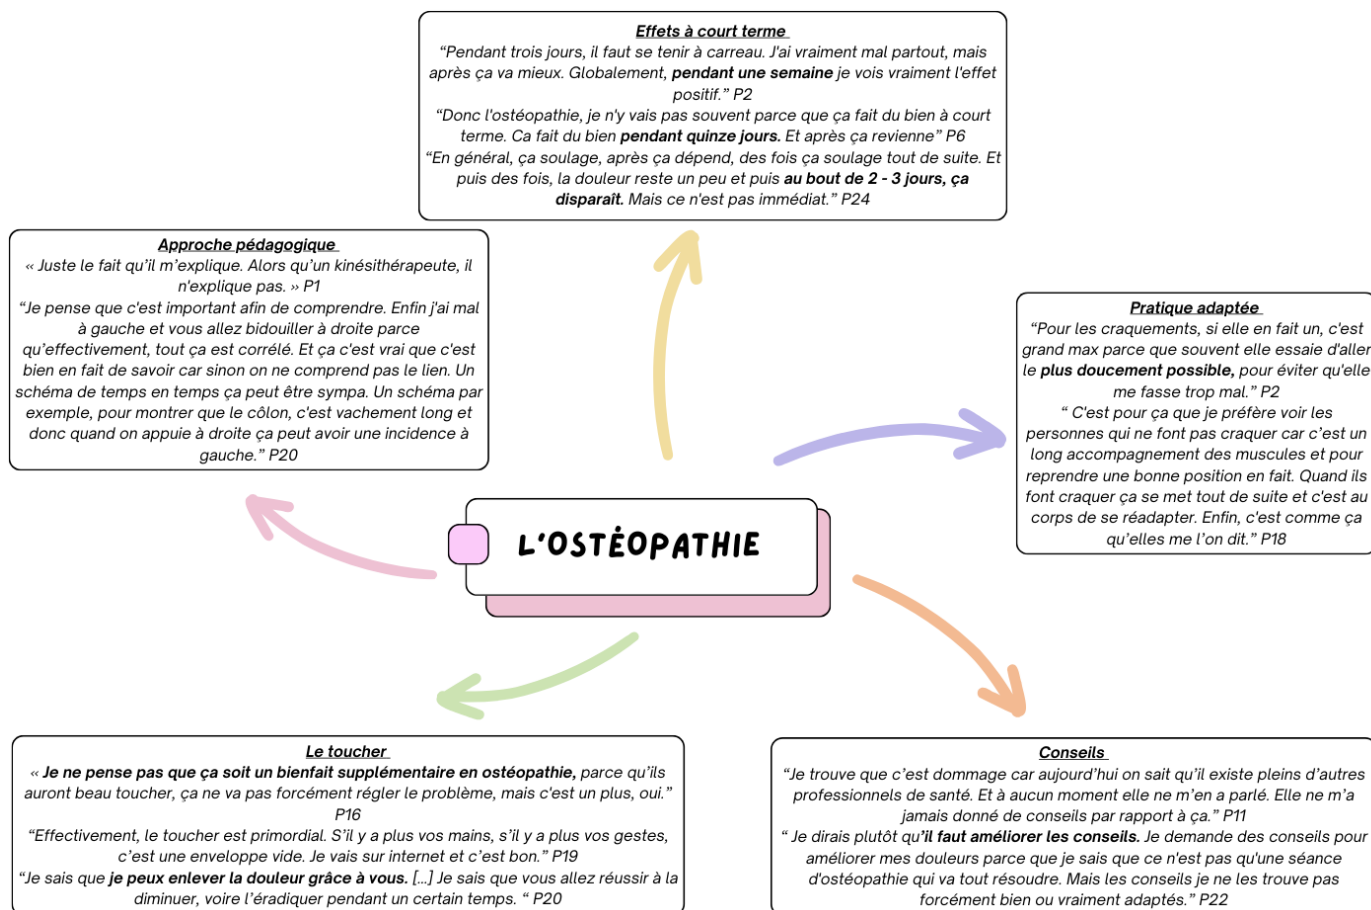 Effets à court terme
“Pendant trois jours, il faut se tenir à carreau. J'ai vraiment mal partout, mais
après ça va mieux. Globalement, pendant une semaine je vois vraiment l'effet
positif.” P2
“Donc l'ostéopathie, je n'y vais pas souvent parce que ça fait du bien à court
terme. Ca fait du bien pendant quinze jours. Et après ça revienne” P6
“En général, ça soulage, après ça dépend, des fois ça soulage tout de suite. Et
puis des fois, la douleur reste un peu et puis au bout de 2 - 3 jours, ça
disparaît. Mais ce n'est pas immédiat.” P24
Approche pédagogique
« Juste le fait qu’il m’explique. Alors qu’un kinésithérapeute, il
n'explique pas. » P1
“Je pense que c'est important afin de comprendre. Enfin j'ai mal
à gauche et vous allez bidouiller à droite parce
qu’effectivement, tout ça est corrélé. Et ça c'est vrai que c'est
bien en fait de savoir car sinon on ne comprend pas le lien. Un
schéma de temps en temps ça peut être sympa. Un schéma par
exemple, pour montrer que le côlon, c'est vachement long et
donc quand on appuie à droite ça peut avoir une incidence à
gauche.” P20
Pratique adaptée
“Pour les craquements, si elle en fait un, c'est
grand max parce que souvent elle essaie d'aller
le plus doucement possible, pour éviter qu'elle
me fasse trop mal.” P2
“ C'est pour ça que je préfère voir les
personnes qui ne font pas craquer car c’est un
long accompagnement des muscles et pour
reprendre une bonne position en fait. Quand ils
font craquer ça se met tout de suite et c'est au
corps de se réadapter. Enfin, c'est comme ça
qu’elles me l’on dit.” P18
L'OSTÉOPATHIE
Le toucher
« Je ne pense pas que ça soit un bienfait supplémentaire en ostéopathie, parce qu’ils
auront beau toucher, ça ne va pas forcément régler le problème, mais c'est un plus, oui.”
P16
“Effectivement, le toucher est primordial. S’il y a plus vos mains, s’il y a plus vos gestes,
c’est une enveloppe vide. Je vais sur internet et c’est bon.” P19
“Je sais que je peux enlever la douleur grâce à vous. [...] Je sais que vous allez réussir à la
diminuer, voire l’éradiquer pendant un certain temps. “ P20
Conseils
“Je trouve que c’est dommage car aujourd’hui on sait qu’il existe pleins d’autres
professionnels de santé. Et à aucun moment elle ne m’en a parlé. Elle ne m’a
jamais donné de conseils par rapport à ça.” P11
“ Je dirais plutôt qu’il faut améliorer les conseils. Je demande des conseils pour
améliorer mes douleurs parce que je sais que ce n'est pas qu'une séance
d'ostéopathie qui va tout résoudre. Mais les conseils je ne les trouve pas
forcément bien ou vraiment adaptés.” P22